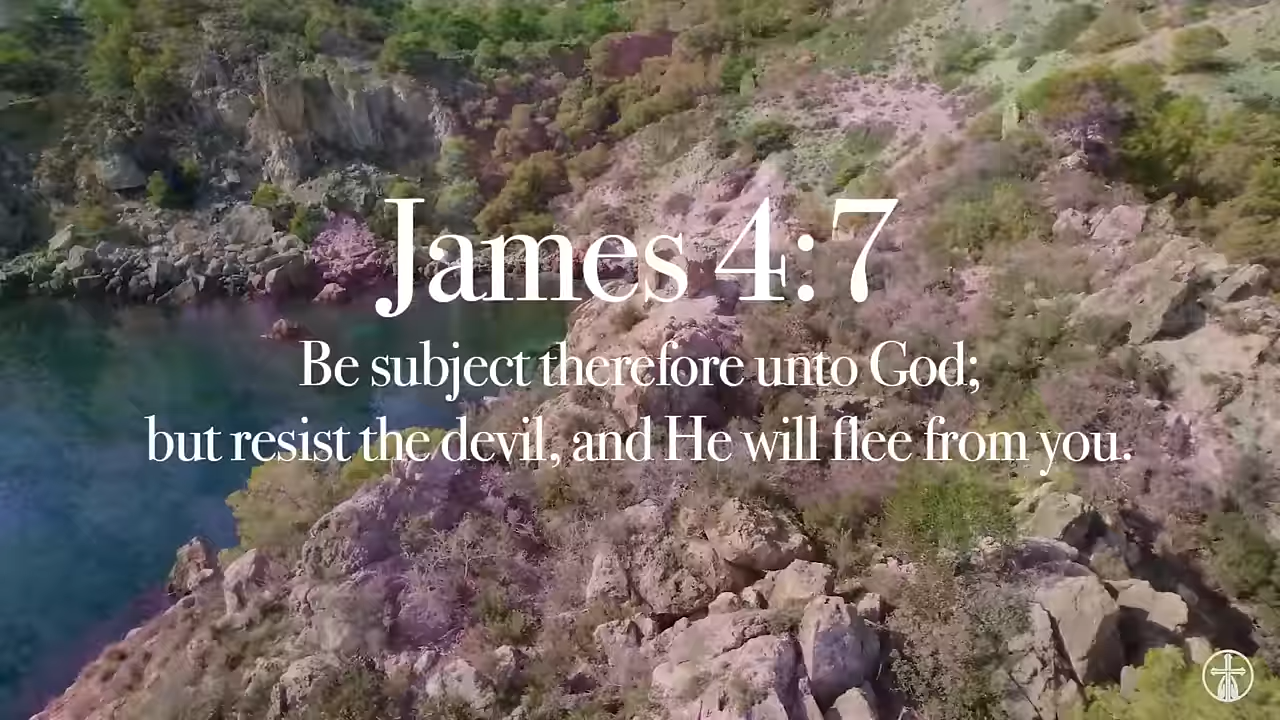 James 4:7
Be subject therefore unto God;
but resist the devil, and He will flee from you.